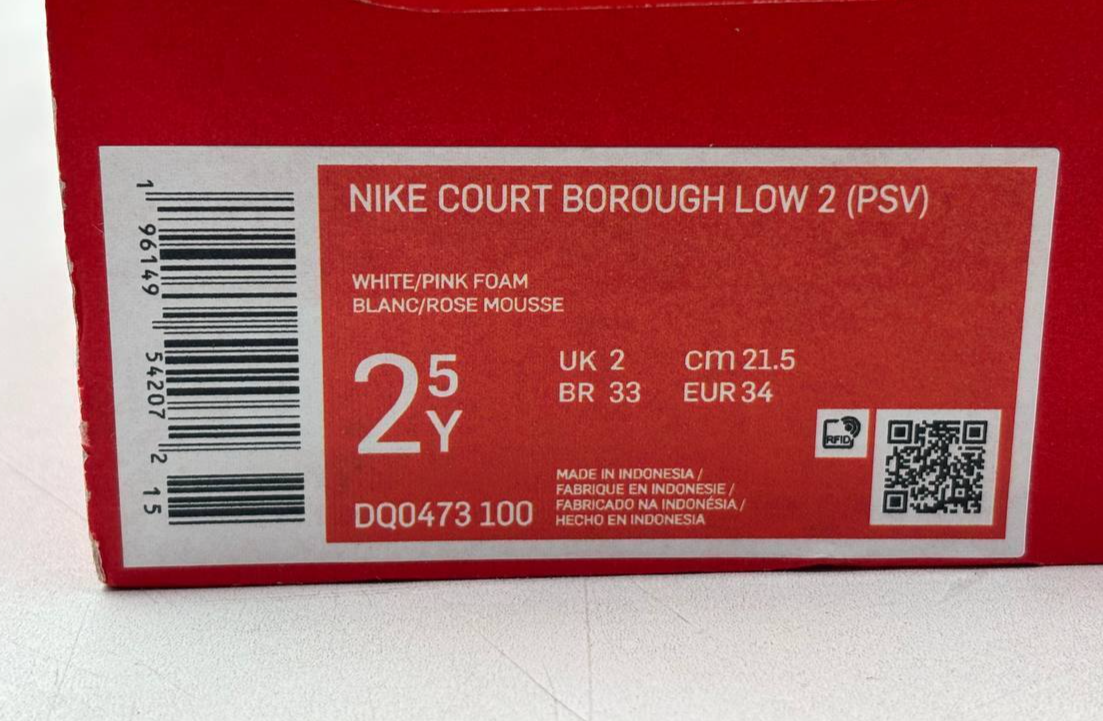 NIKE COURT BOROUGH LOW 2 (PSV)
WHITE/PINK FOAM
BLANC/ROSE MOUSSE
2 5 Y
UK 2 cm 21.5
BR 33 EUR 34
RFID
MADE IN INDONESIA /
FABRIQUE EN INDONESIE /
FABRICADO NA INDONÉSIA /
HECHO EN INDONESIA
DQ0473 100
1 96149 54207 2 15